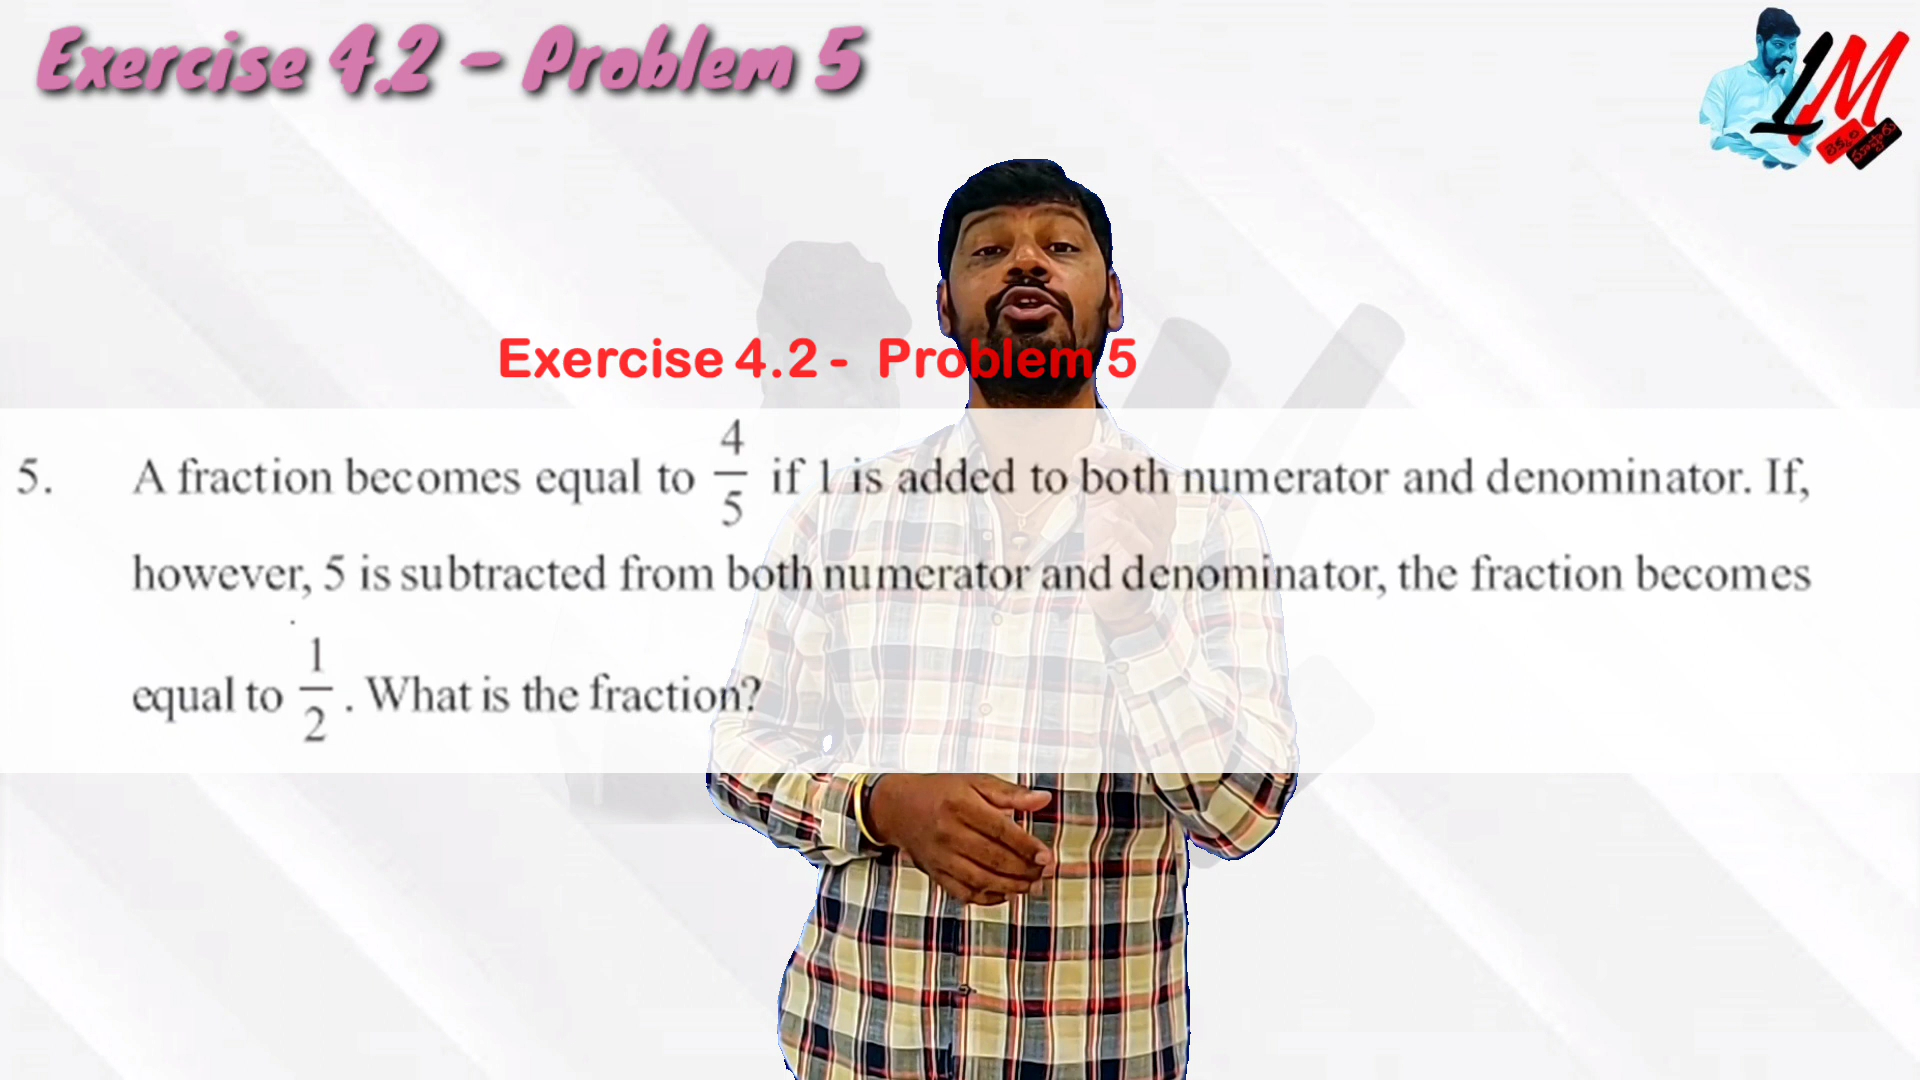 Exercise 4.2 - Problem 5
LM
Exercise 4.2 - Problem 5
5. A fraction becomes equal to 4/5 if 1 is added to both numerator and denominator. If,
however, 5 is subtracted from both numerator and denominator, the fraction becomes
equal to 1/2 . What is the fraction?